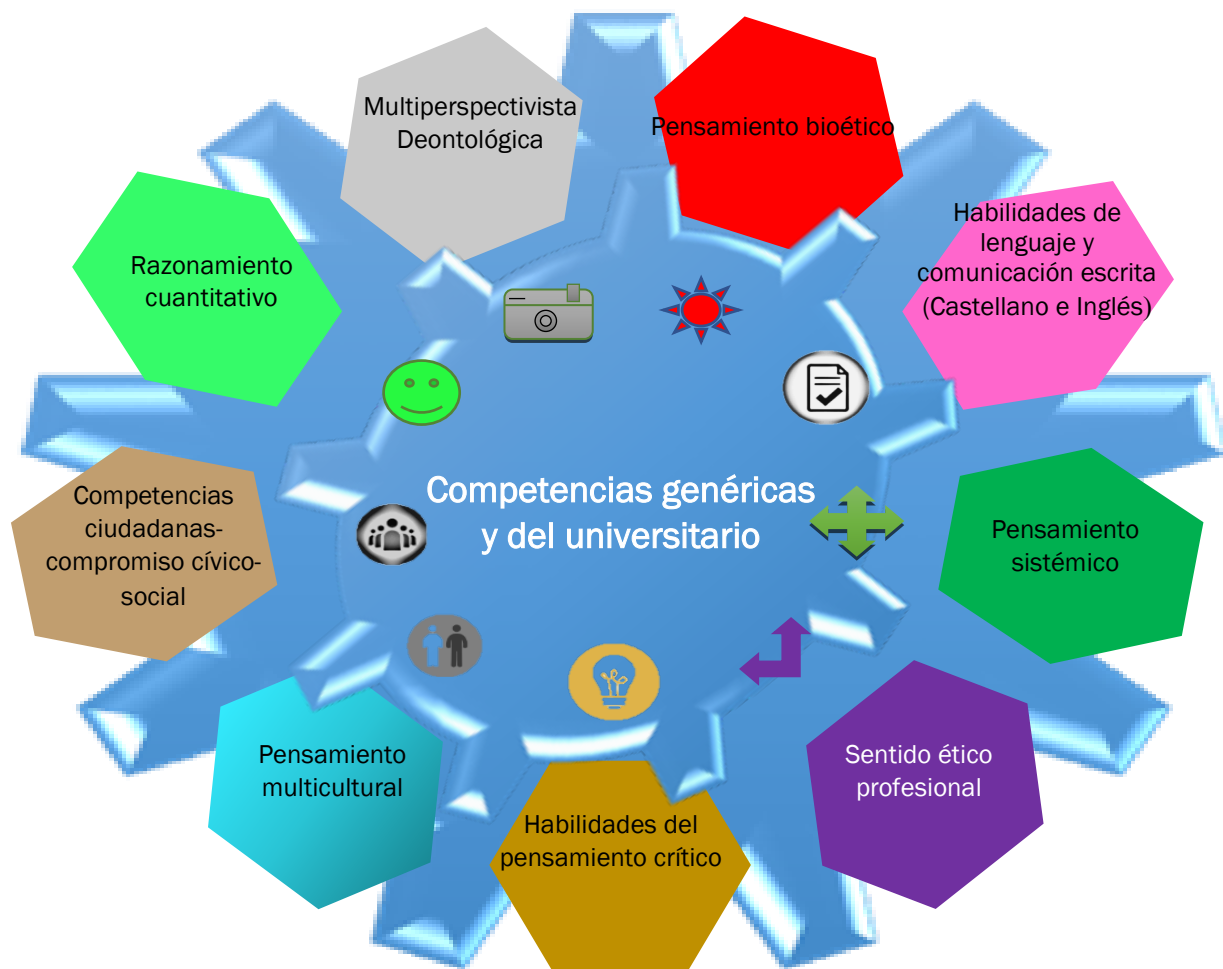 Multiperspectivista
Deontológica
Pensamiento bioético
Habilidades de
lenguaje y
comunicación escrita
(Castellano e Inglés)
Razonamiento
cuantitativo
Competencias genéricas
y del universitario
Competencias
ciudadanas-
compromiso cívico-
social
Pensamiento
sistémico
Pensamiento
multicultural
Sentido ético
profesional
Habilidades del
pensamiento crítico